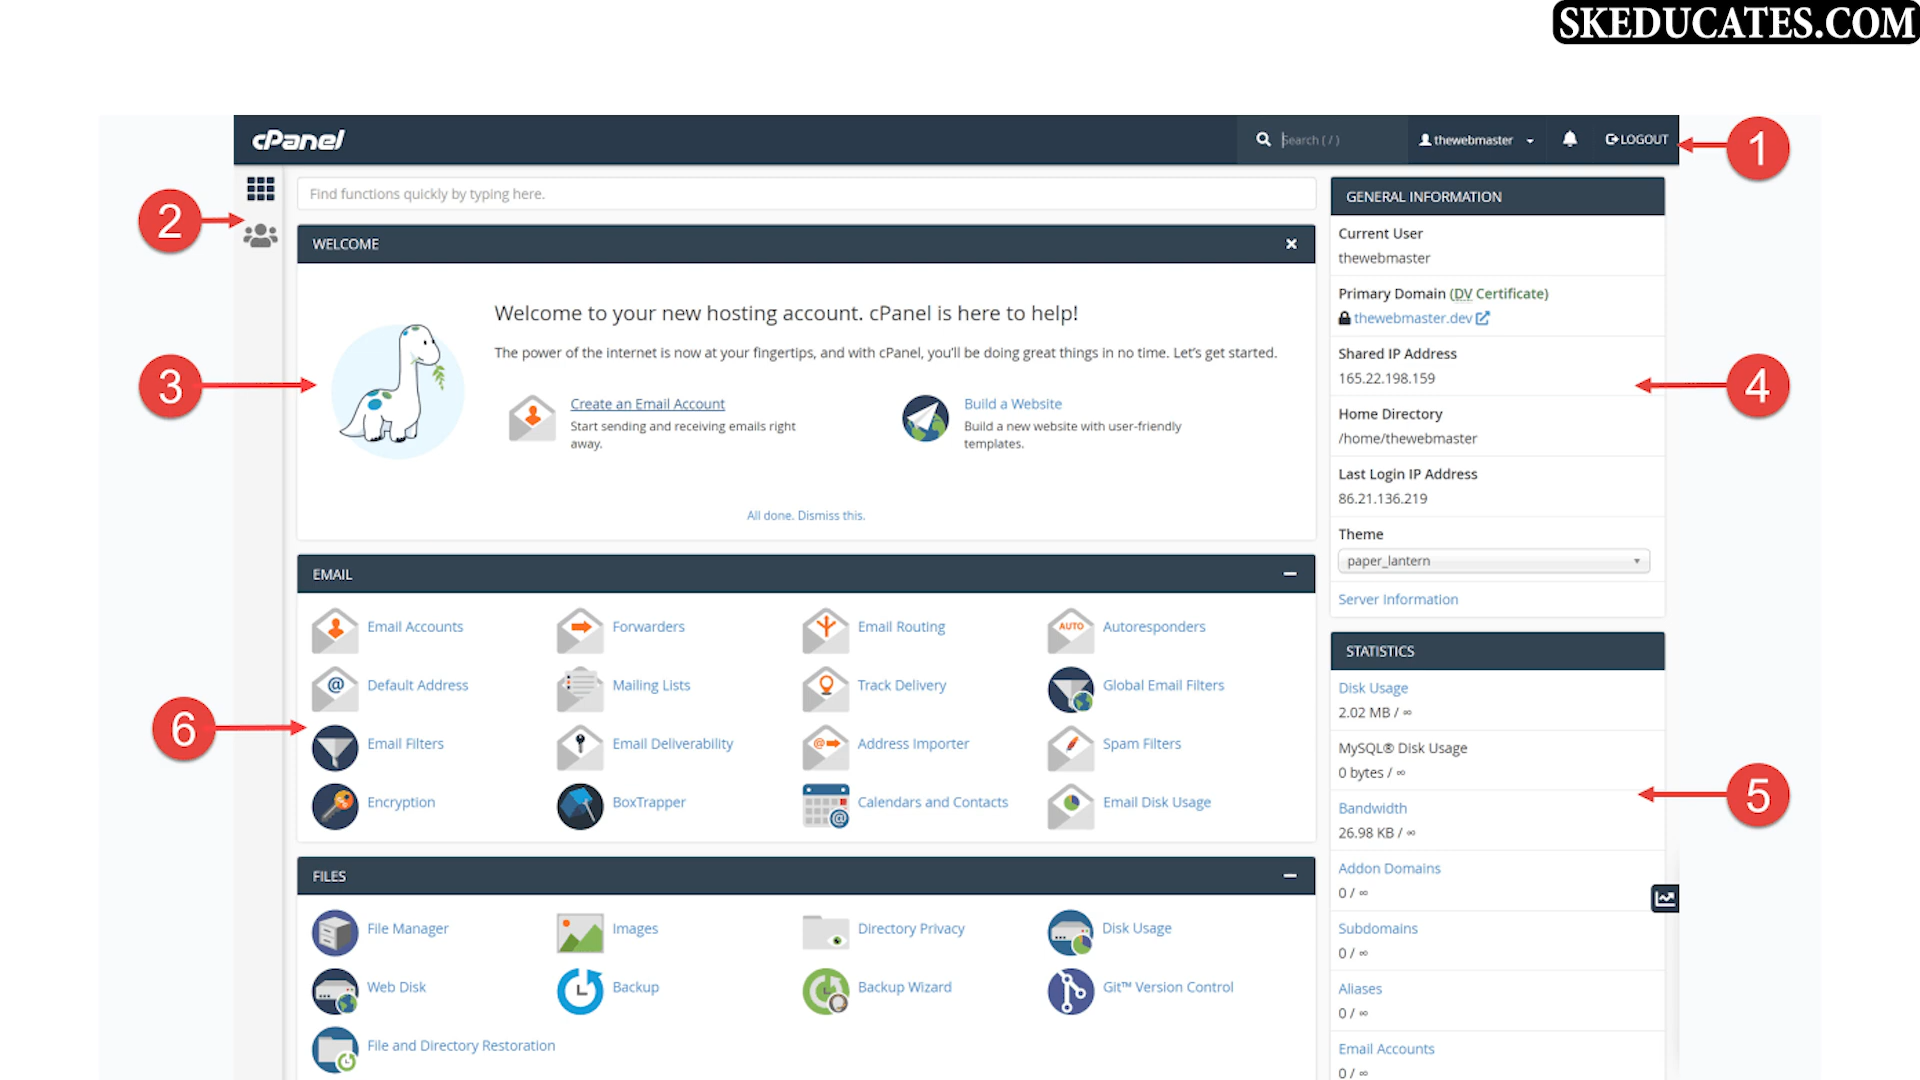 SKEDUCATES.COM
cPanel
Search ( / )
thewebmaster
LOGOUT
1
2
Find functions quickly by typing here.
WELCOME
Welcome to your new hosting account. cPanel is here to help!
The power of the internet is now at your fingertips, and with cPanel, you'll be doing great things in no time. Let's get started.
3
Create an Email Account
Start sending and receiving emails right
away.
Build a Website
Build a new website with user-friendly
templates.
All done. Dismiss this.
GENERAL INFORMATION
Current User
thewebmaster
Primary Domain (DV Certificate)
thewebmaster.dev
Shared IP Address
165.22.198.159
4
Home Directory
/home/thewebmaster
Last Login IP Address
86.21.136.219
Theme
paper_lantern
Server Information
EMAIL
Email Accounts
Forwarders
Email Routing
AUTO
Autoresponders
@
Default Address
Mailing Lists
Track Delivery
Global Email Filters
6
Email Filters
Email Deliverability
@
Address Importer
Spam Filters
Encryption
BoxTrapper
@
Calendars and Contacts
Email Disk Usage
FILES
File Manager
Images
Directory Privacy
Disk Usage
Web Disk
Backup
Backup Wizard
Git™ Version Control
File and Directory Restoration
STATISTICS
Disk Usage
2.02 MB / ∞
MySQL® Disk Usage
0 bytes / ∞
5
Bandwidth
26.98 KB / ∞
Addon Domains
0 / ∞
Subdomains
0 / ∞
Aliases
0 / ∞
Email Accounts
0 / ∞